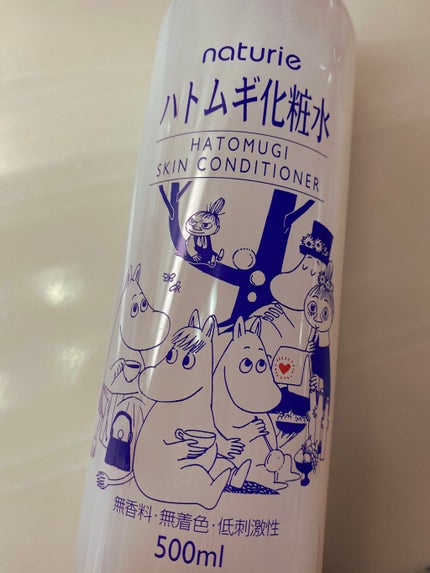 naturie
ハトムギ化粧水
HATOMUGI
SKIN CONDITIONER
無香料・無着色・低刺激性
500ml